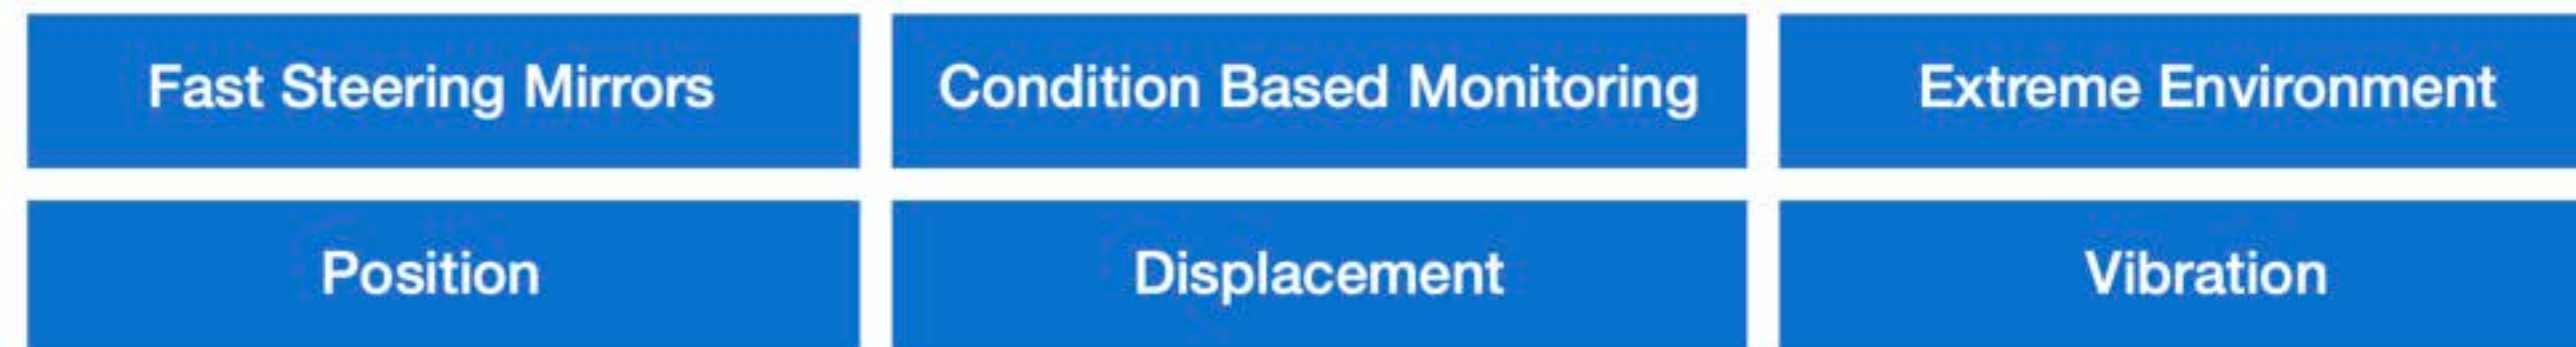 Fast Steering Mirrors
Condition Based Monitoring
Extreme Environment
Position
Displacement
Vibration